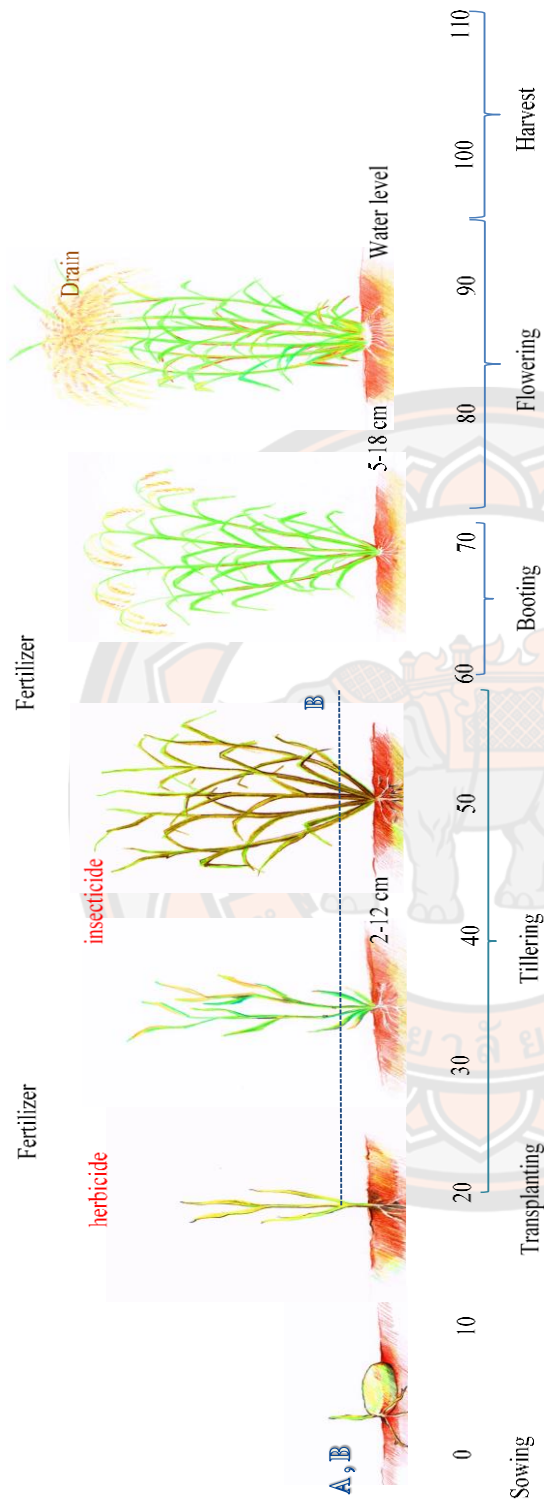 Fertilizer Fertilizer
herbicide insecticide Drain
A, B B
2-12 cm 5-18 cm Water level
0 10 20 30 40 50 60 70 80 90 100 110
Sowing Transplanting Tillering Booting Flowering Harvest